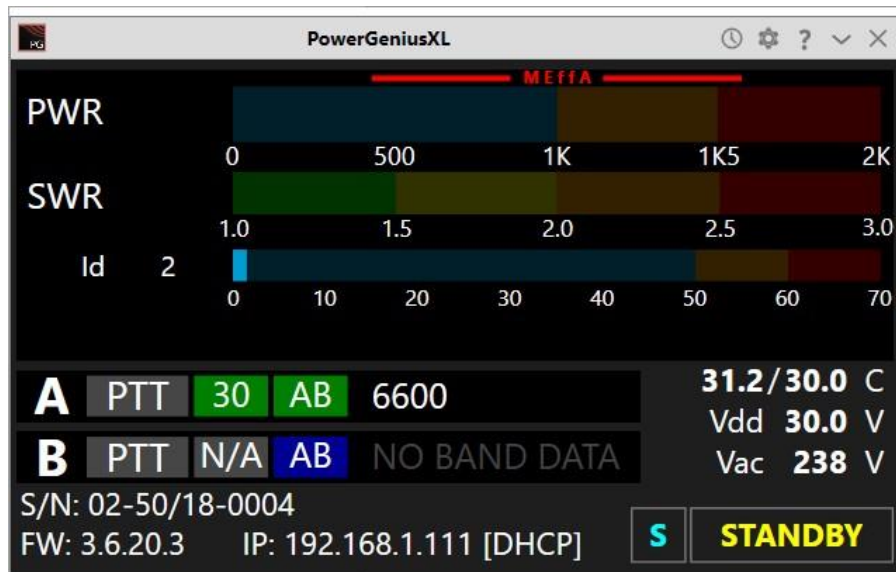 PG PowerGeniusXL ?
MEffA
PWR
0 500 1K 1K5 2K
SWR
1.0 1.5 2.0 2.5 3.0
Id 2
0 10 20 30 40 50 60 70
A PTT 30 AB 6600
B PTT N/A AB NO BAND DATA
31.2/30.0 C
Vdd 30.0 V
Vac 238 V
S/N: 02-50/18-0004
FW: 3.6.20.3 IP: 192.168.1.111 [DHCP]
S STANDBY